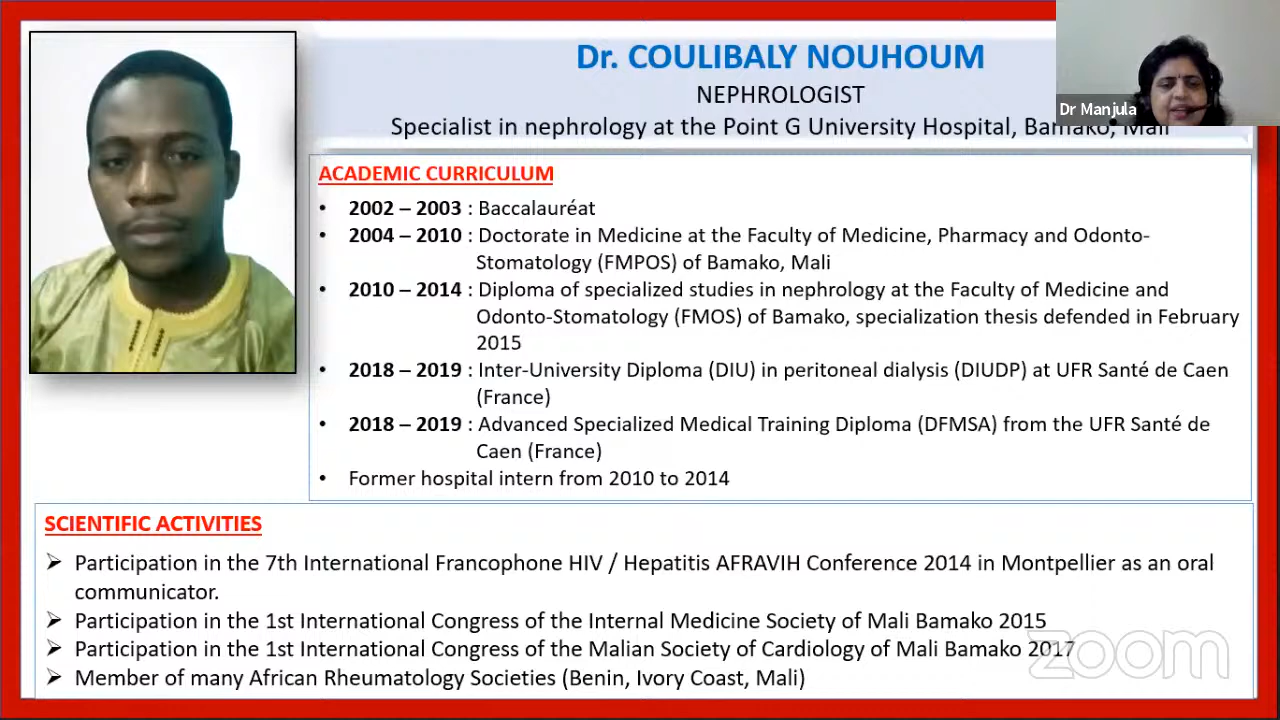 Dr. COULIBALY NOUHOUM
NEPHROLOGIST
Specialist in nephrology at the Point G University Hospital, Bamako, Mali
Dr Manjula
ACADEMIC CURRICULUM
• 2002 – 2003 : Baccalauréat
• 2004 – 2010 : Doctorate in Medicine at the Faculty of Medicine, Pharmacy and Odonto-
Stomatology (FMPOS) of Bamako, Mali
• 2010 – 2014 : Diploma of specialized studies in nephrology at the Faculty of Medicine and
Odonto-Stomatology (FMOS) of Bamako, specialization thesis defended in February
2015
• 2018 – 2019 : Inter-University Diploma (DIU) in peritoneal dialysis (DIUDP) at UFR Santé de Caen
(France)
• 2018 – 2019 : Advanced Specialized Medical Training Diploma (DFMSA) from the UFR Santé de
Caen (France)
• Former hospital intern from 2010 to 2014
SCIENTIFIC ACTIVITIES
➢ Participation in the 7th International Francophone HIV / Hepatitis AFRAVIH Conference 2014 in Montpellier as an oral
communicator.
➢ Participation in the 1st International Congress of the Internal Medicine Society of Mali Bamako 2015
➢ Participation in the 1st International Congress of the Malian Society of Cardiology of Mali Bamako 2017
➢ Member of many African Rheumatology Societies (Benin, Ivory Coast, Mali)
zoom